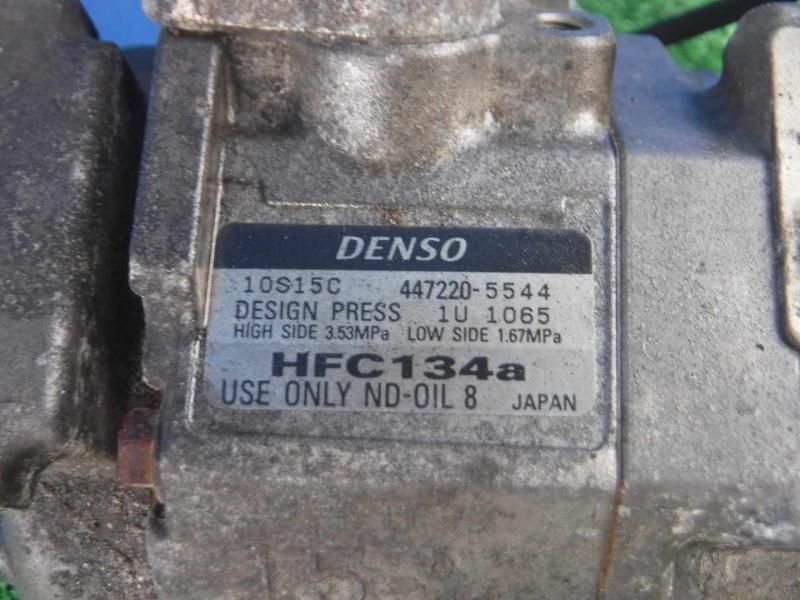 DENSO
10S15C 447220-5544
DESIGN PRESS 1U 1065
HIGH SIDE 3.53MPa LOW SIDE 1.67MPa
HFC134a
USE ONLY ND-OIL 8 JAPAN